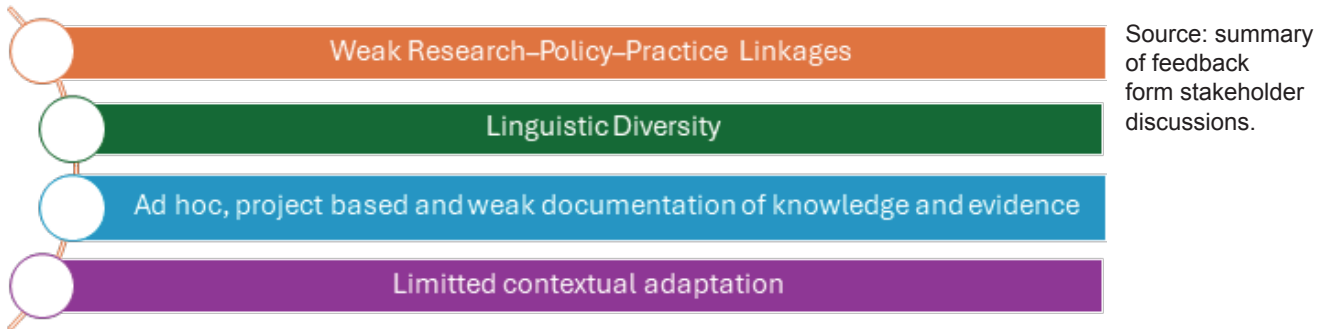 Weak Research–Policy–Practice Linkages
Linguistic Diversity
Ad hoc, project based and weak documentation of knowledge and evidence
Limitted contextual adaptation
Source: summary
of feedback
form stakeholder
discussions.